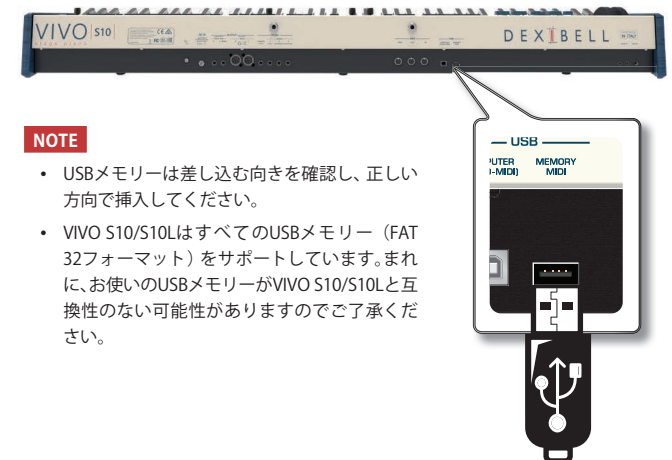 VIVO S10
DEXIBELL
USB
PUTER
MEMORY
-MIDI)
MIDI
NOTE
• USBメモリーは差し込む向きを確認し、正しい
方向で挿入してください。
• VIVO S10/S10LはすべてのUSBメモリー（FAT
32フォーマット）をサポートしています。まれ
に、お使いのUSBメモリーがVIVO S10/S10Lと互
換性のない可能性がありますのでご了承くだ
さい。